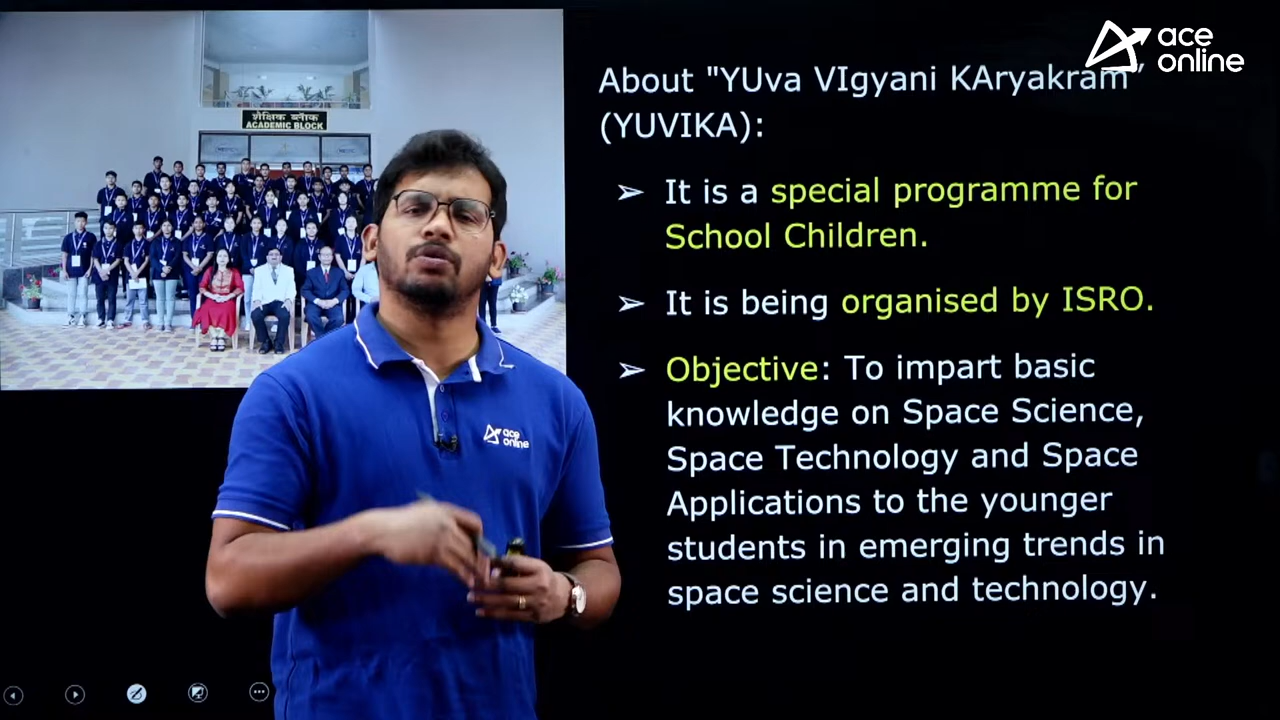 ace
online
शैक्षिक ब्लॉक
ACADEMIC BLOCK
About "YUva VIgyani KAryakram"
(YUVIKA):
➢ It is a special programme for
School Children.
➢ It is being organised by ISRO.
➢ Objective: To impart basic
knowledge on Space Science,
Space Technology and Space
Applications to the younger
students in emerging trends in
space science and technology.
ace
online